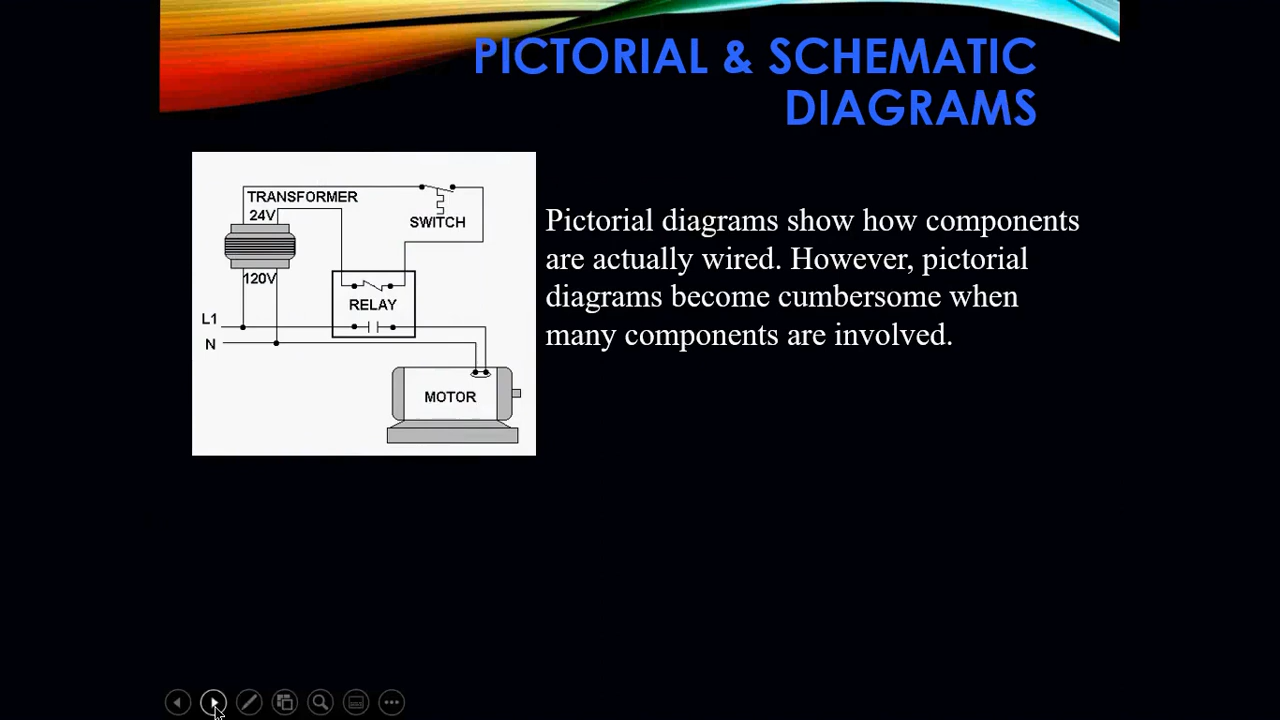 PICTORIAL & SCHEMATIC
DIAGRAMS
TRANSFORMER
24V
SWITCH
120V
RELAY
L1
N
MOTOR
Pictorial diagrams show how components
are actually wired. However, pictorial
diagrams become cumbersome when
many components are involved.